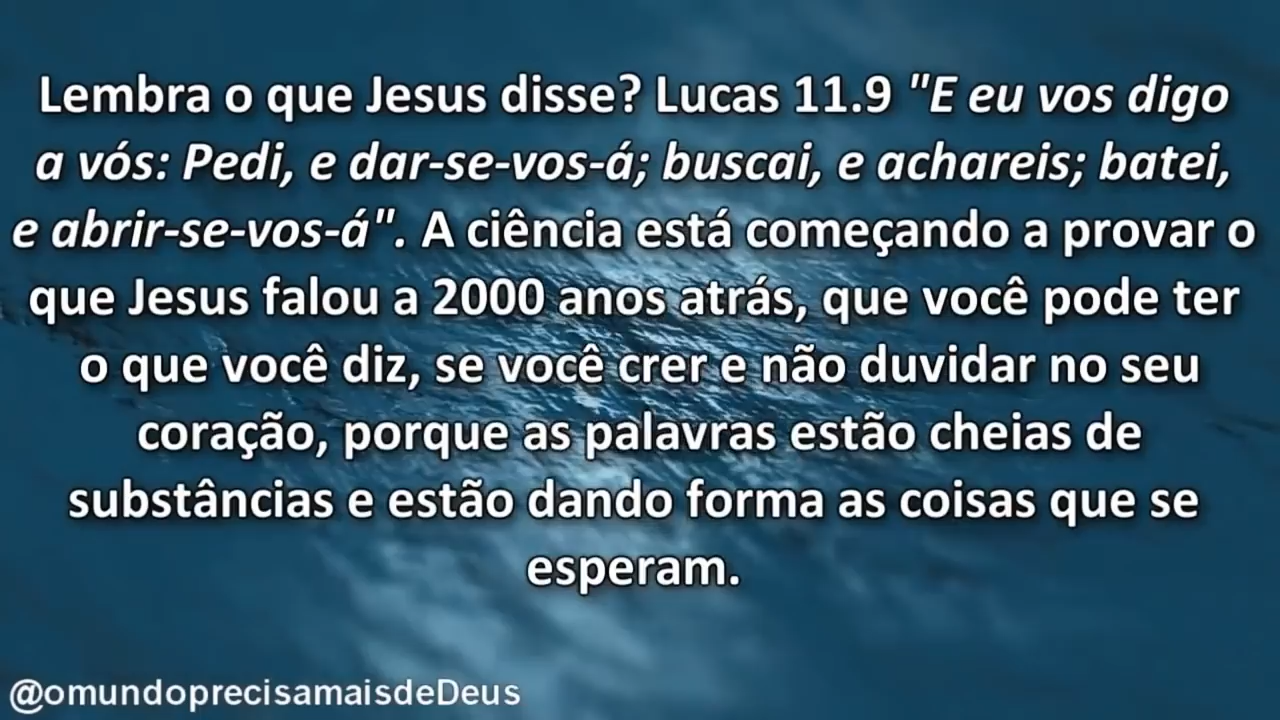 Lembra o que Jesus disse? Lucas 11.9 "E eu vos digo
a vós: Pedi, e dar-se-vos-á; buscai, e achareis; batei,
e abrir-se-vos-á". A ciência está começando a provar o
que Jesus falou a 2000 anos atrás, que você pode ter
o que você diz, se você crer e não duvidar no seu
coração, porque as palavras estão cheias de
substâncias e estão dando forma as coisas que se
esperam.
@omundoprecisamaisdeDeus